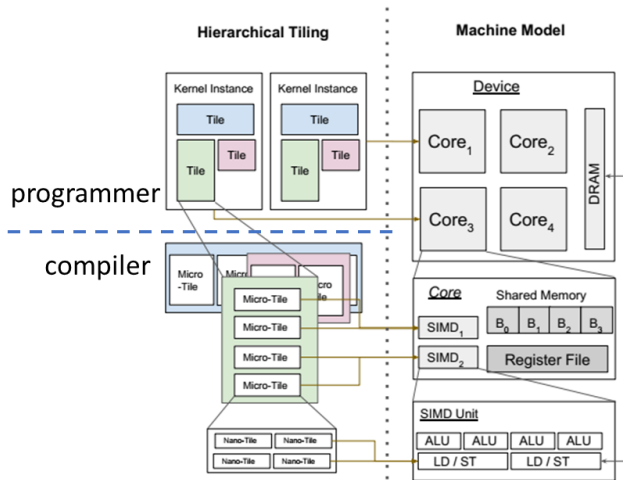 Hierarchical Tiling
Machine Model
Kernel Instance
Kernel Instance
Tile
Tile
Tile
Tile
Tile
Tile
Device
Core1
Core2
Core3
Core4
DRAM
programmer
compiler
Micro
-Tile
Micro-Tile
Micro-Tile
Micro-Tile
Micro-Tile
Core
Shared Memory
SIMD1
B0
B1
B2
B3
SIMD2
Register File
SIMD Unit
ALU
ALU
ALU
ALU
LD / ST
LD / ST
Nano-Tile
Nano-Tile
Nano-Tile
Nano-Tile